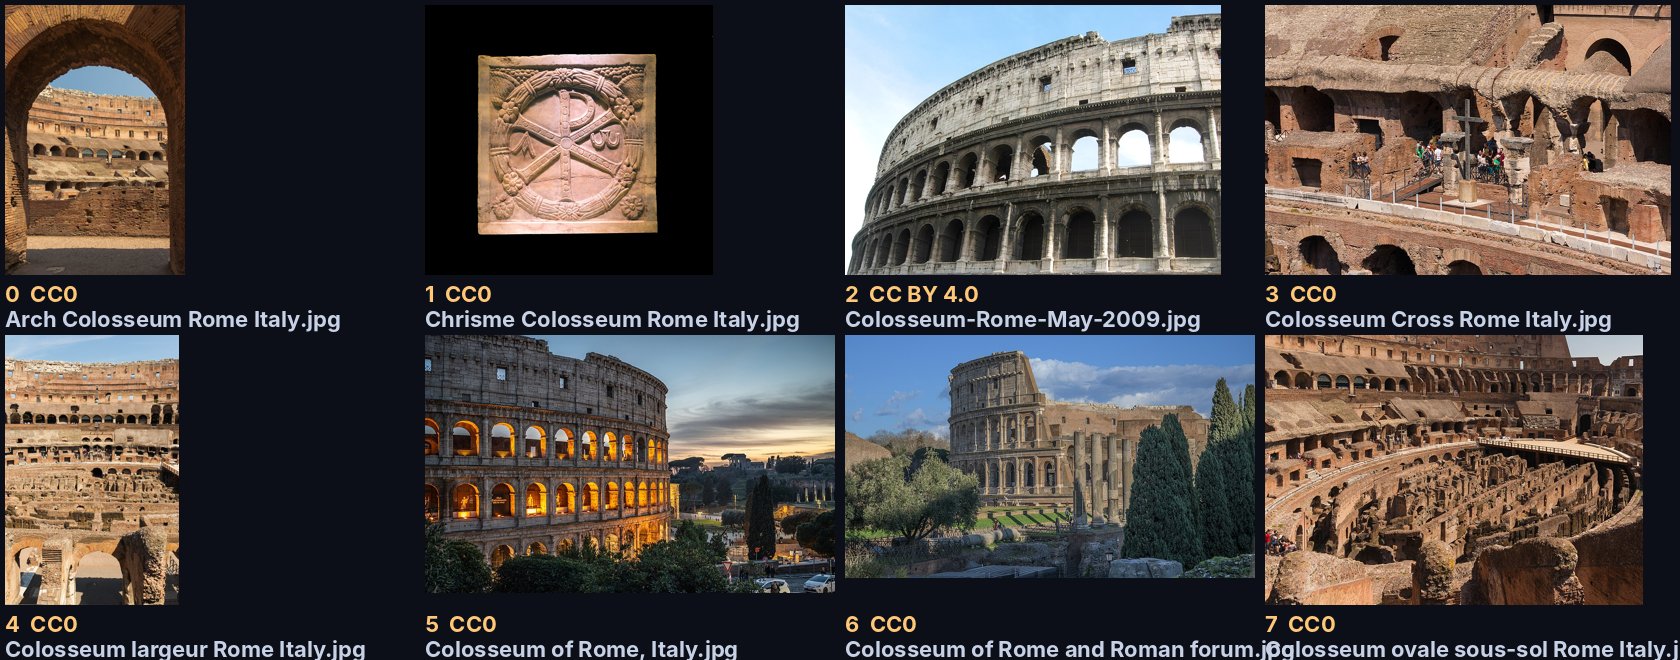 0 CC0
Arch Colosseum Rome Italy.jpg
1 CC0
Chrisme Colosseum Rome Italy.jpg
2 CC BY 4.0
Colosseum-Rome-May-2009.jpg
3 CC0
Colosseum Cross Rome Italy.jpg
4 CC0
Colosseum largeur Rome Italy.jpg
5 CC0
Colosseum of Rome, Italy.jpg
6 CC0
Colosseum of Rome and Roman forum.jpg
7 CC0
Colosseum ovale sous-sol Rome Italy.j